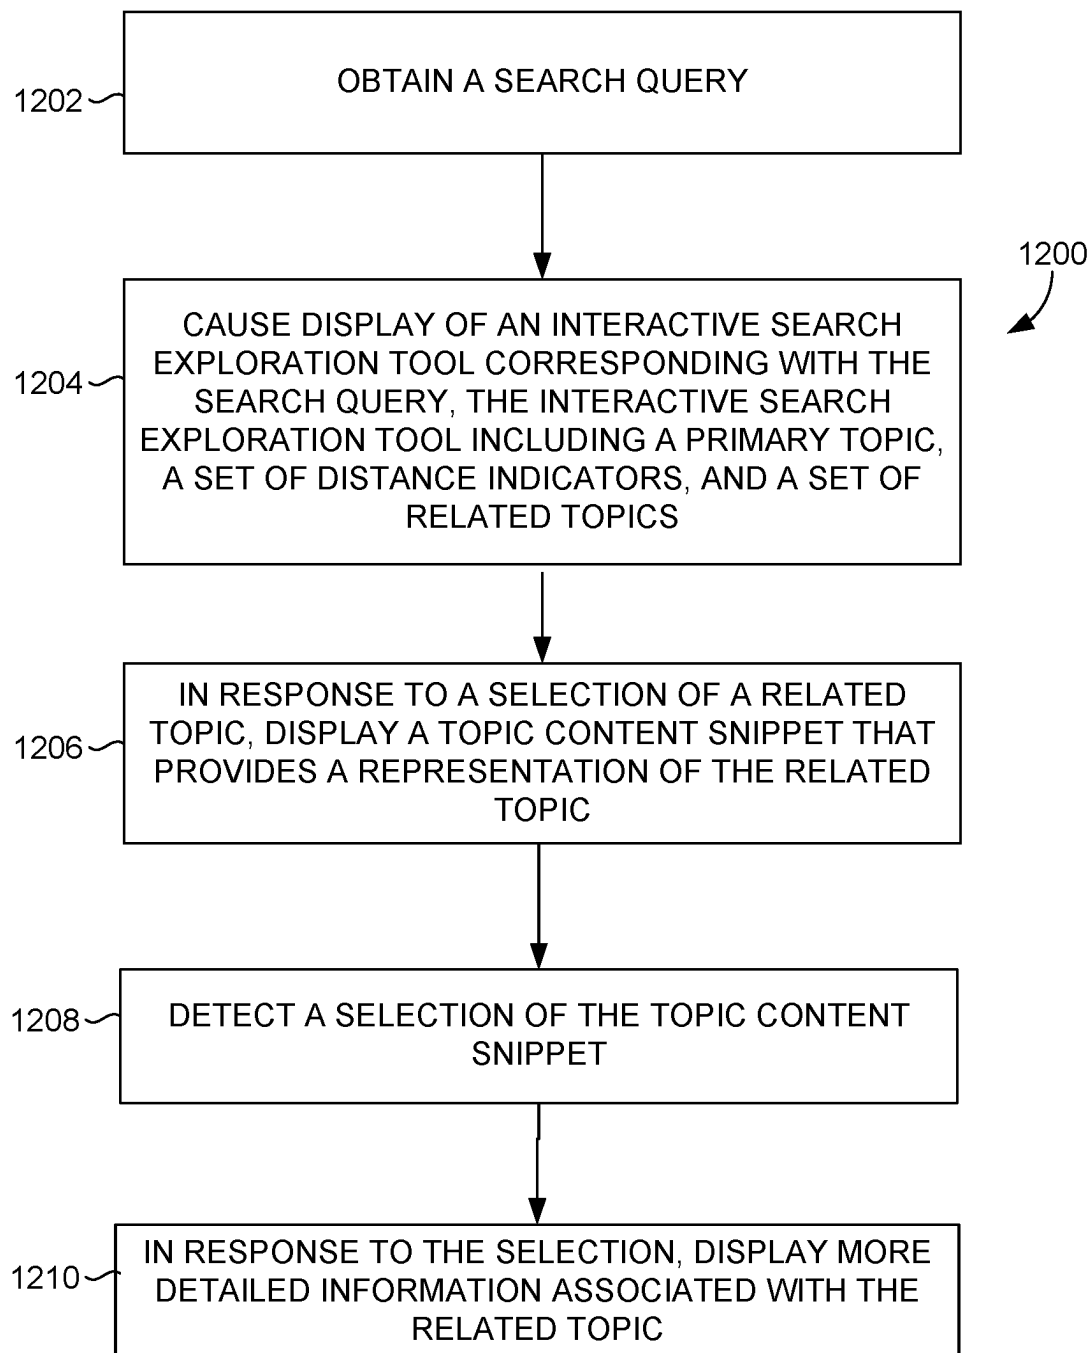 OBTAIN A SEARCH QUERY
1202
1200
CAUSE DISPLAY OF AN INTERACTIVE SEARCH
EXPLORATION TOOL CORRESPONDING WITH THE
1204
SEARCH QUERY, THE INTERACTIVE SEARCH
EXPLORATION TOOL INCLUDING A PRIMARY TOPIC,
A SET OF DISTANCE INDICATORS, AND A SET OF
RELATED TOPICS
IN RESPONSE TO A SELECTION OF A RELATED
TOPIC, DISPLAY A TOPIC CONTENT SNIPPET THAT
1206
PROVIDES A REPRESENTATION OF THE RELATED
TOPIC
DETECT A SELECTION OF THE TOPIC CONTENT
1208
SNIPPET
IN RESPONSE TO THE SELECTION, DISPLAY MORE
1210
DETAILED INFORMATION ASSOCIATED WITH THE
RELATED TOPIC